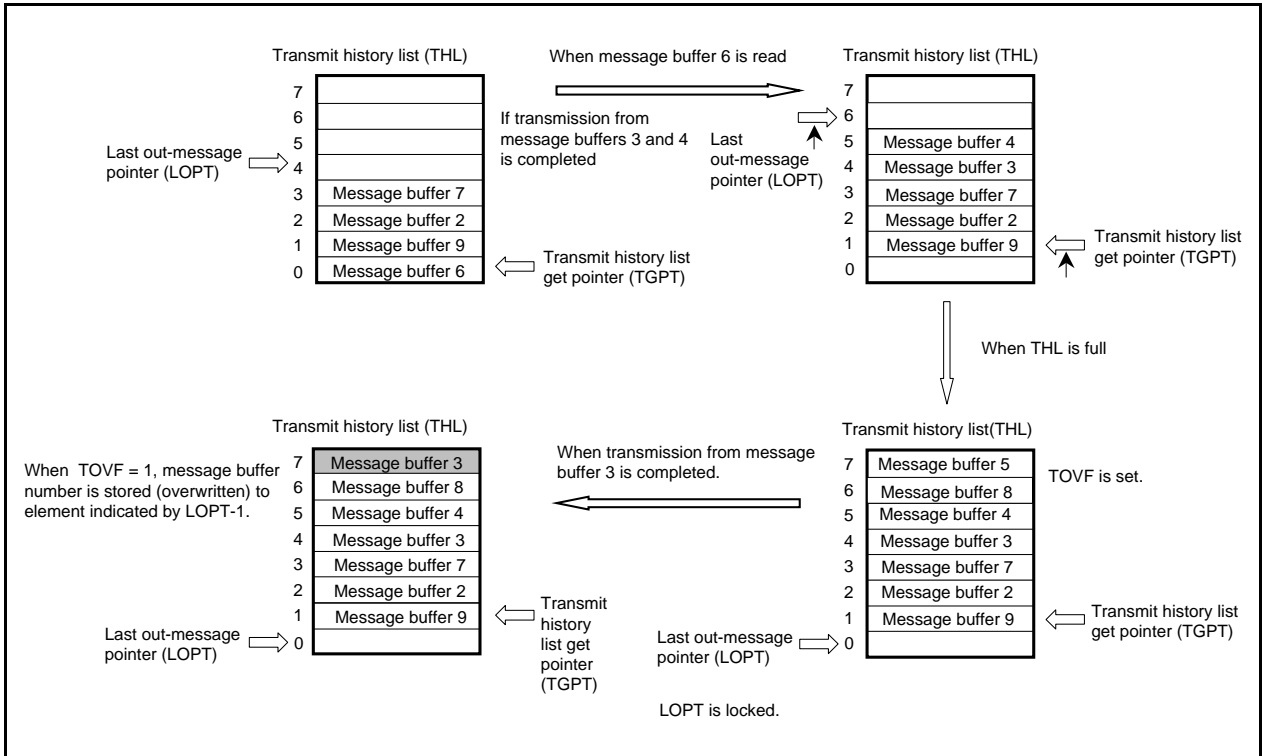 Transmit history list (THL)
7
6
5
4
3
2
1
0
Message buffer 7
Message buffer 2
Message buffer 9
Message buffer 6
Last out-message
pointer (LOPT)
Transmit history list
get pointer (TGPT)
When message buffer 6 is read
If transmission from
message buffers 3 and 4
is completed
Transmit history list (THL)
7
6
5
4
3
2
1
0
Message buffer 4
Message buffer 3
Message buffer 7
Message buffer 2
Message buffer 9
Last
out-message
pointer (LOPT)
Transmit history list
get pointer (TGPT)
When THL is full
Transmit history list (THL)
When TOVF = 1, message buffer
number is stored (overwritten) to
element indicated by LOPT-1.
7
6
5
4
3
2
1
0
Message buffer 3
Message buffer 8
Message buffer 4
Message buffer 3
Message buffer 7
Message buffer 2
Message buffer 9
Last out-message
pointer (LOPT)
Transmit
history
list get
pointer
(TGPT)
When transmission from message
buffer 3 is completed.
Transmit history list(THL)
7
6
5
4
3
2
1
0
Message buffer 5
Message buffer 8
Message buffer 4
Message buffer 3
Message buffer 7
Message buffer 2
Message buffer 9
TOVF is set.
Transmit history list
get pointer (TGPT)
Last out-message
pointer (LOPT)
LOPT is locked.